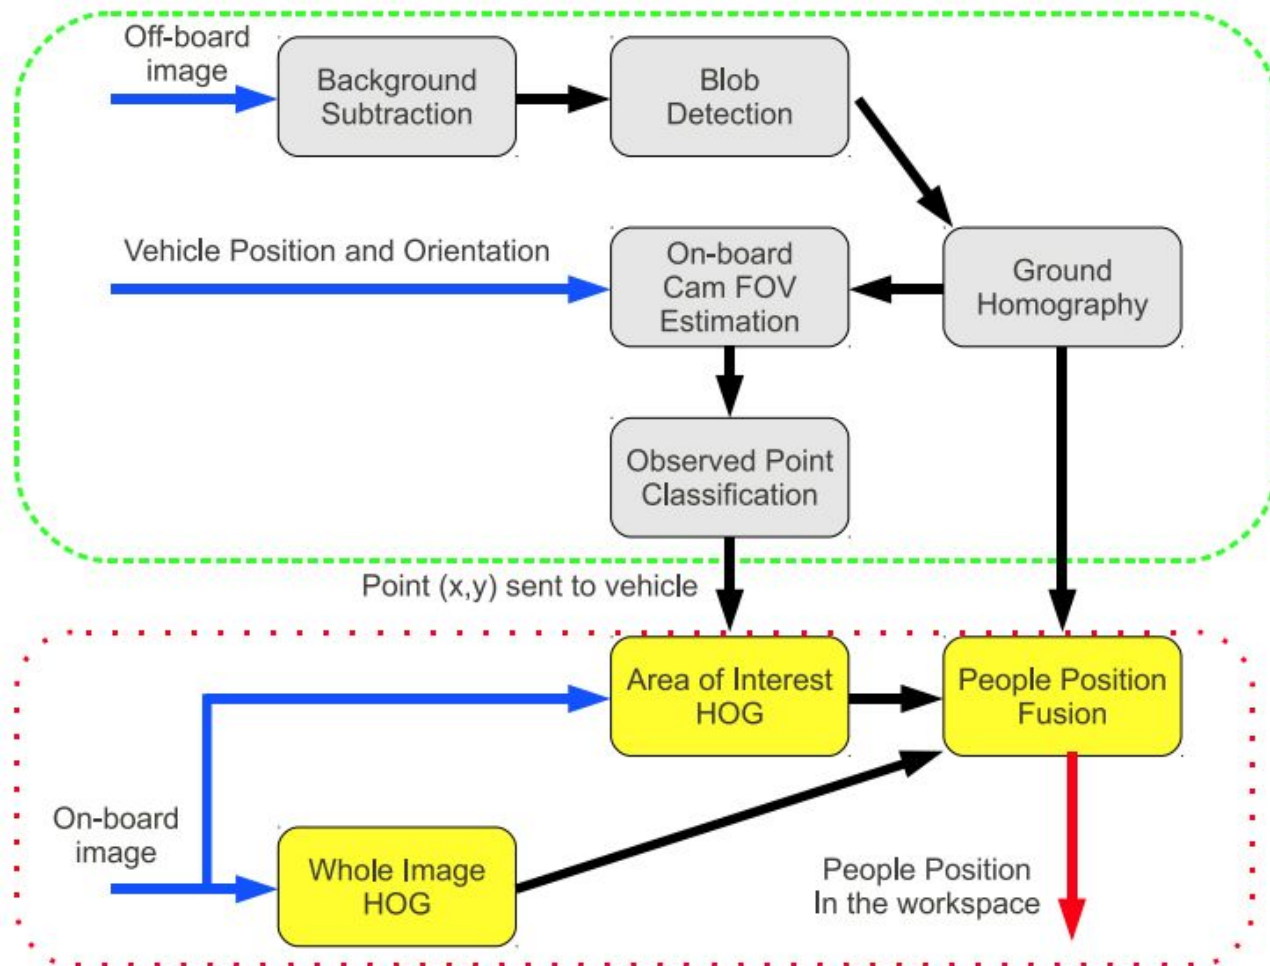 Off-board
image
Background
Subtraction
Blob
Detection
Vehicle Position and Orientation
On-board
Cam FOV
Estimation
Ground
Homography
Observed Point
Classification
Point (x,y) sent to vehicle
Area of Interest
HOG
People Position
Fusion
On-board
image
Whole Image
HOG
People Position
In the workspace